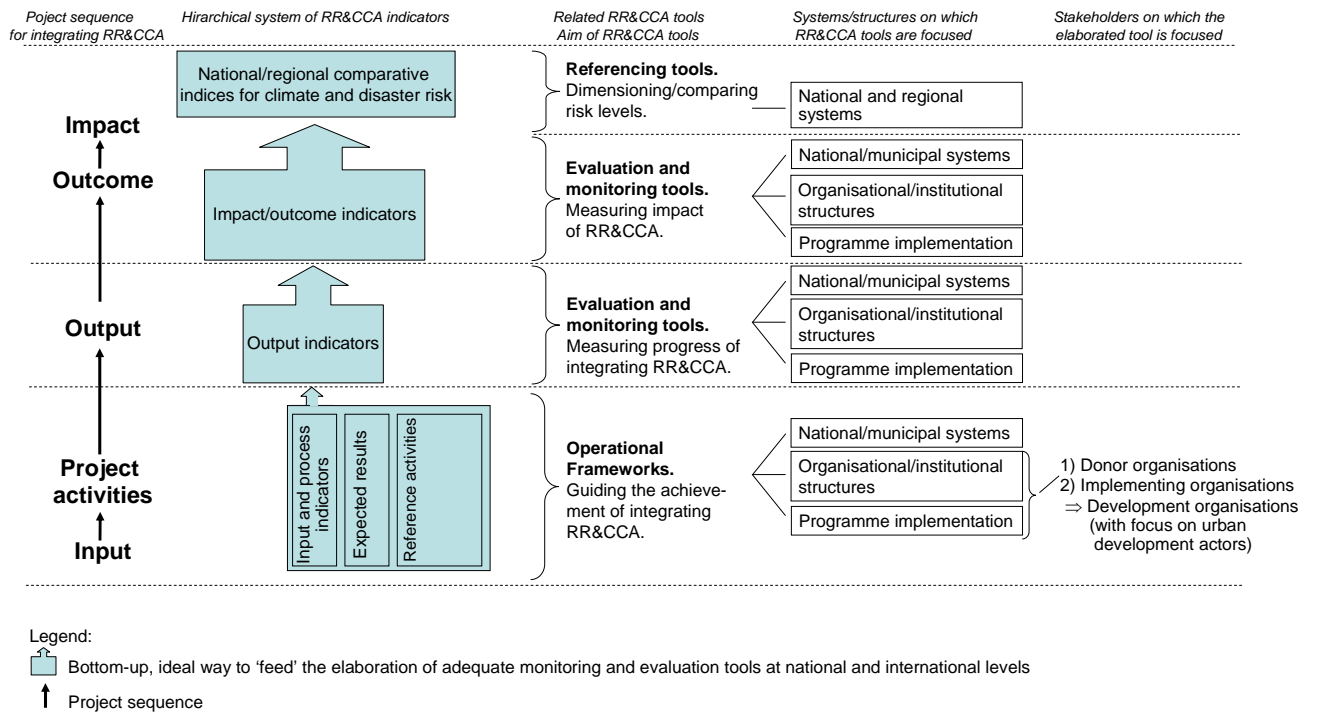 Poject sequence
for integrating RR&CCA
Hirarchical system of RR&CCA indicators
Related RR&CCA tools
Aim of RR&CCA tools
Systems/structures on which
RR&CCA tools are focused
Stakeholders on which the
elaborated tool is focused
Impact
Outcome
Output
Project
activities
Input
National/regional comparative
indices for climate and disaster risk
Impact/outcome indicators
Output indicators
Input and process
indicators
Expected results
Reference activities
Referencing tools.
Dimensioning/comparing
risk levels.
National and regional
systems
Evaluation and
monitoring tools.
Measuring impact
of RR&CCA.
National/municipal systems
Organisational/institutional
structures
Programme implementation
Evaluation and
monitoring tools.
Measuring progress of
integrating RR&CCA.
National/municipal systems
Organisational/institutional
structures
Programme implementation
Operational
Frameworks.
Guiding the achieve-
ment of integrating
RR&CCA.
National/municipal systems
Organisational/institutional
structures
Programme implementation
1) Donor organisations
2) Implementing organisations
⇒ Development organisations
(with focus on urban
development actors)
Legend:
Bottom-up, ideal way to ‘feed’ the elaboration of adequate monitoring and evaluation tools at national and international levels
Project sequence